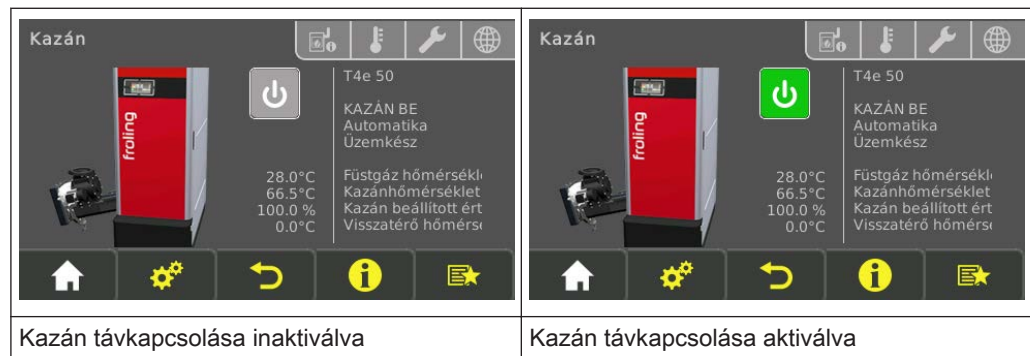 Kazán
T4e 50
KAZÁN BE
Automatika
Üzemkész
froling
28.0°C Füstgáz hőmérsékl
66.5°C Kazánhőmérséklet
100.0 % Kazán beállított ért
0.0°C Visszatérő hőmérs
Kazán távkapcsolása inaktiválva
Kazán
T4e 50
KAZÁN BE
Automatika
Üzemkész
froling
28.0°C Füstgáz hőmérsékl
66.5°C Kazánhőmérséklet
100.0 % Kazán beállított ért
0.0°C Visszatérő hőmérs
Kazán távkapcsolása aktiválva